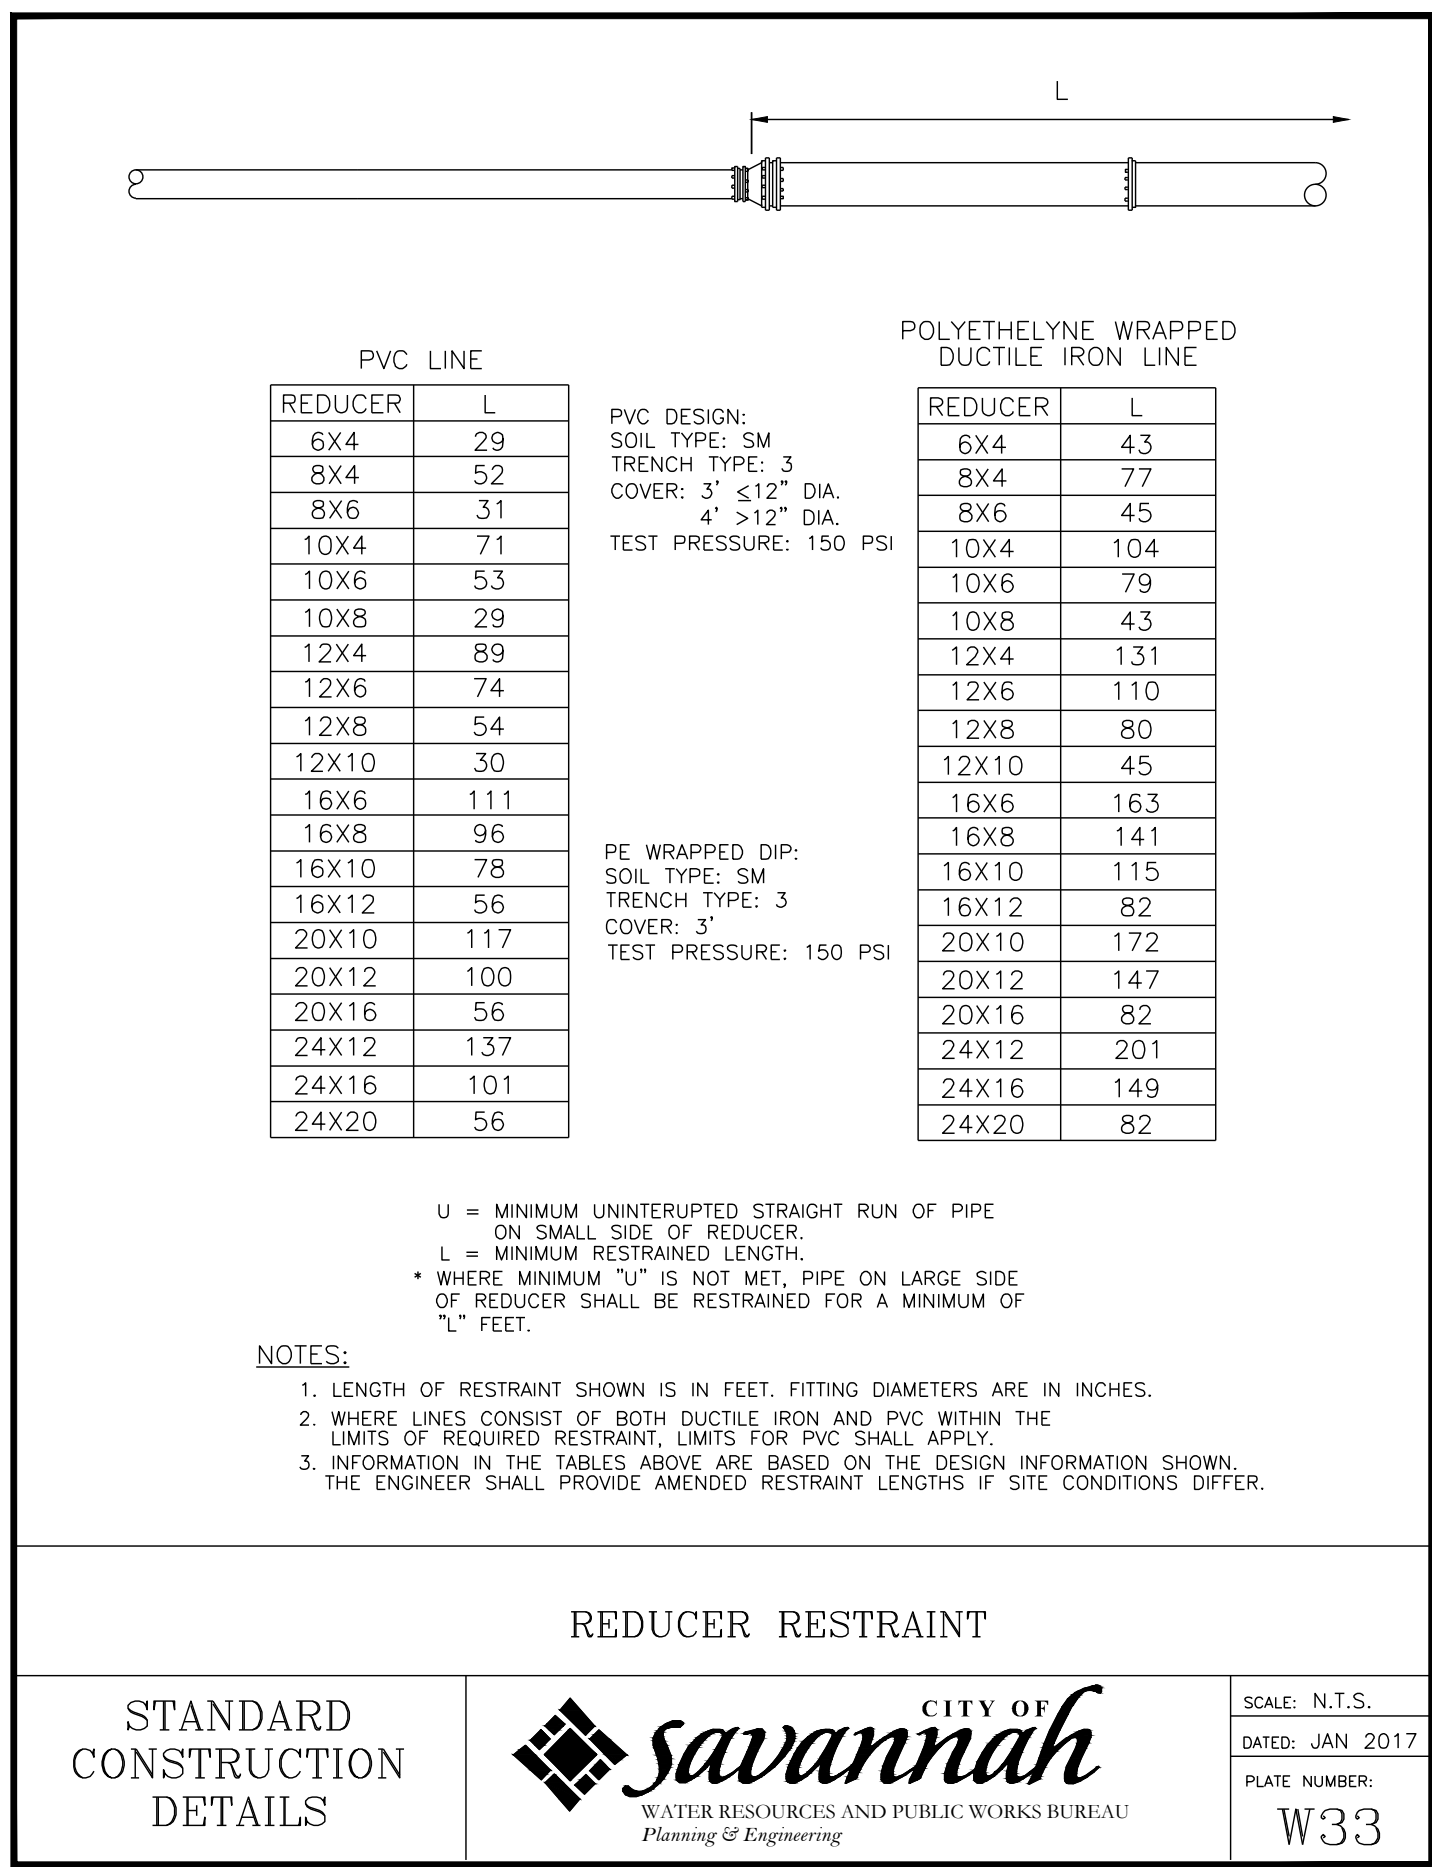 L
PVC LINE
REDUCER L
6X4 29
8X4 52
8X6 31
10X4 71
10X6 53
10X8 29
12X4 89
12X6 74
12X8 54
12X10 30
16X6 111
16X8 96
16X10 78
16X12 56
20X10 117
20X12 100
20X16 56
24X12 137
24X16 101
24X20 56
PVC DESIGN:
SOIL TYPE: SM
TRENCH TYPE: 3
COVER: 3' ≤12" DIA.
4' >12" DIA.
TEST PRESSURE: 150 PSI
PE WRAPPED DIP:
SOIL TYPE: SM
TRENCH TYPE: 3
COVER: 3'
TEST PRESSURE: 150 PSI
POLYETHELYNE WRAPPED
DUCTILE IRON LINE
REDUCER L
6X4 43
8X4 77
8X6 45
10X4 104
10X6 79
10X8 43
12X4 131
12X6 110
12X8 80
12X10 45
16X6 163
16X8 141
16X10 115
16X12 82
20X10 172
20X12 147
20X16 82
24X12 201
24X16 149
24X20 82
U = MINIMUM UNINTERUPTED STRAIGHT RUN OF PIPE
ON SMALL SIDE OF REDUCER.
L = MINIMUM RESTRAINED LENGTH.
* WHERE MINIMUM "U" IS NOT MET, PIPE ON LARGE SIDE
OF REDUCER SHALL BE RESTRAINED FOR A MINIMUM OF
"L" FEET.
NOTES:
1. LENGTH OF RESTRAINT SHOWN IS IN FEET. FITTING DIAMETERS ARE IN INCHES.
2. WHERE LINES CONSIST OF BOTH DUCTILE IRON AND PVC WITHIN THE
LIMITS OF REQUIRED RESTRAINT, LIMITS FOR PVC SHALL APPLY.
3. INFORMATION IN THE TABLES ABOVE ARE BASED ON THE DESIGN INFORMATION SHOWN.
THE ENGINEER SHALL PROVIDE AMENDED RESTRAINT LENGTHS IF SITE CONDITIONS DIFFER.
REDUCER RESTRAINT
STANDARD
CONSTRUCTION
DETAILS
CITY OF
savannah
WATER RESOURCES AND PUBLIC WORKS BUREAU
Planning & Engineering
SCALE: N.T.S.
DATED: JAN 2017
PLATE NUMBER:
W33